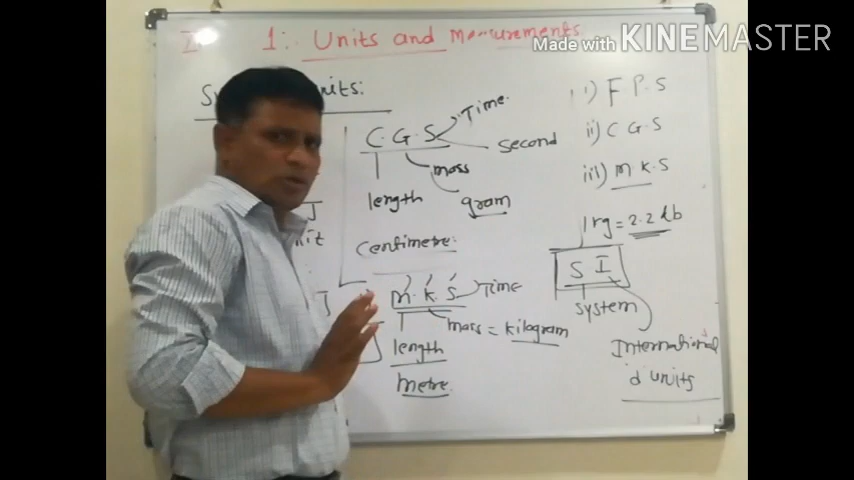 1:. Units and Measurements
Made with KINEMASTER
C.G.S
Time.
Second
mass
gram
length
Centimetre.
M.K.S
Time
mass = kilogram
length
metre.
i) F P.S
ii) C G.S
iii) M K.S
1kg = 2.2 lb
S I
System
International
d units